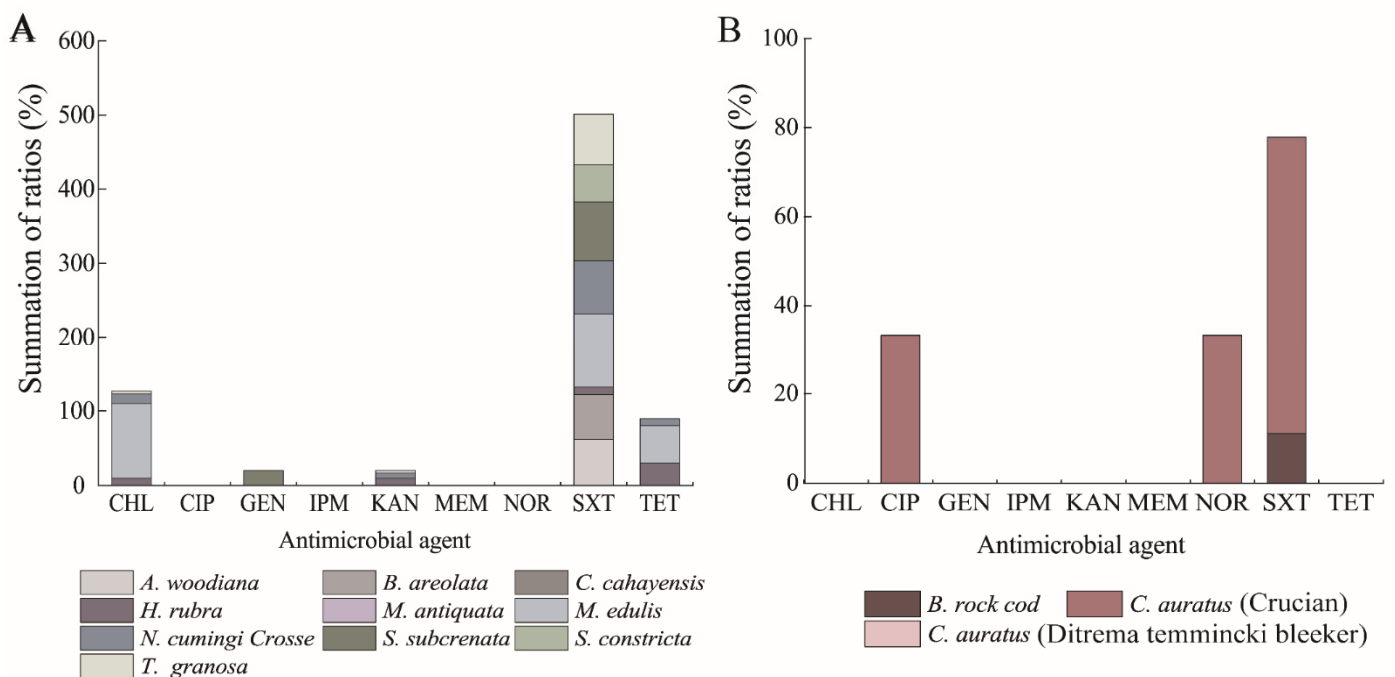 A
Summation of ratios (%)
600
500
400
300
200
100
0
CHL CIP GEN IPM KAN MEM NOR SXT TET
Antimicrobial agent
A. woodiana B. areolata C. cahayensis
H. rubra M. antiquata M. edulis
N. cumingi Crosse S. subcrenata S. constricta
T. granosa
B
Summation of ratios (%)
100
80
60
40
20
0
CHL CIP GEN IPM KAN MEM NOR SXT TET
Antimicrobial agent
B. rock cod C. auratus (Crucian)
C. auratus (Ditrema temmincki bleeker)